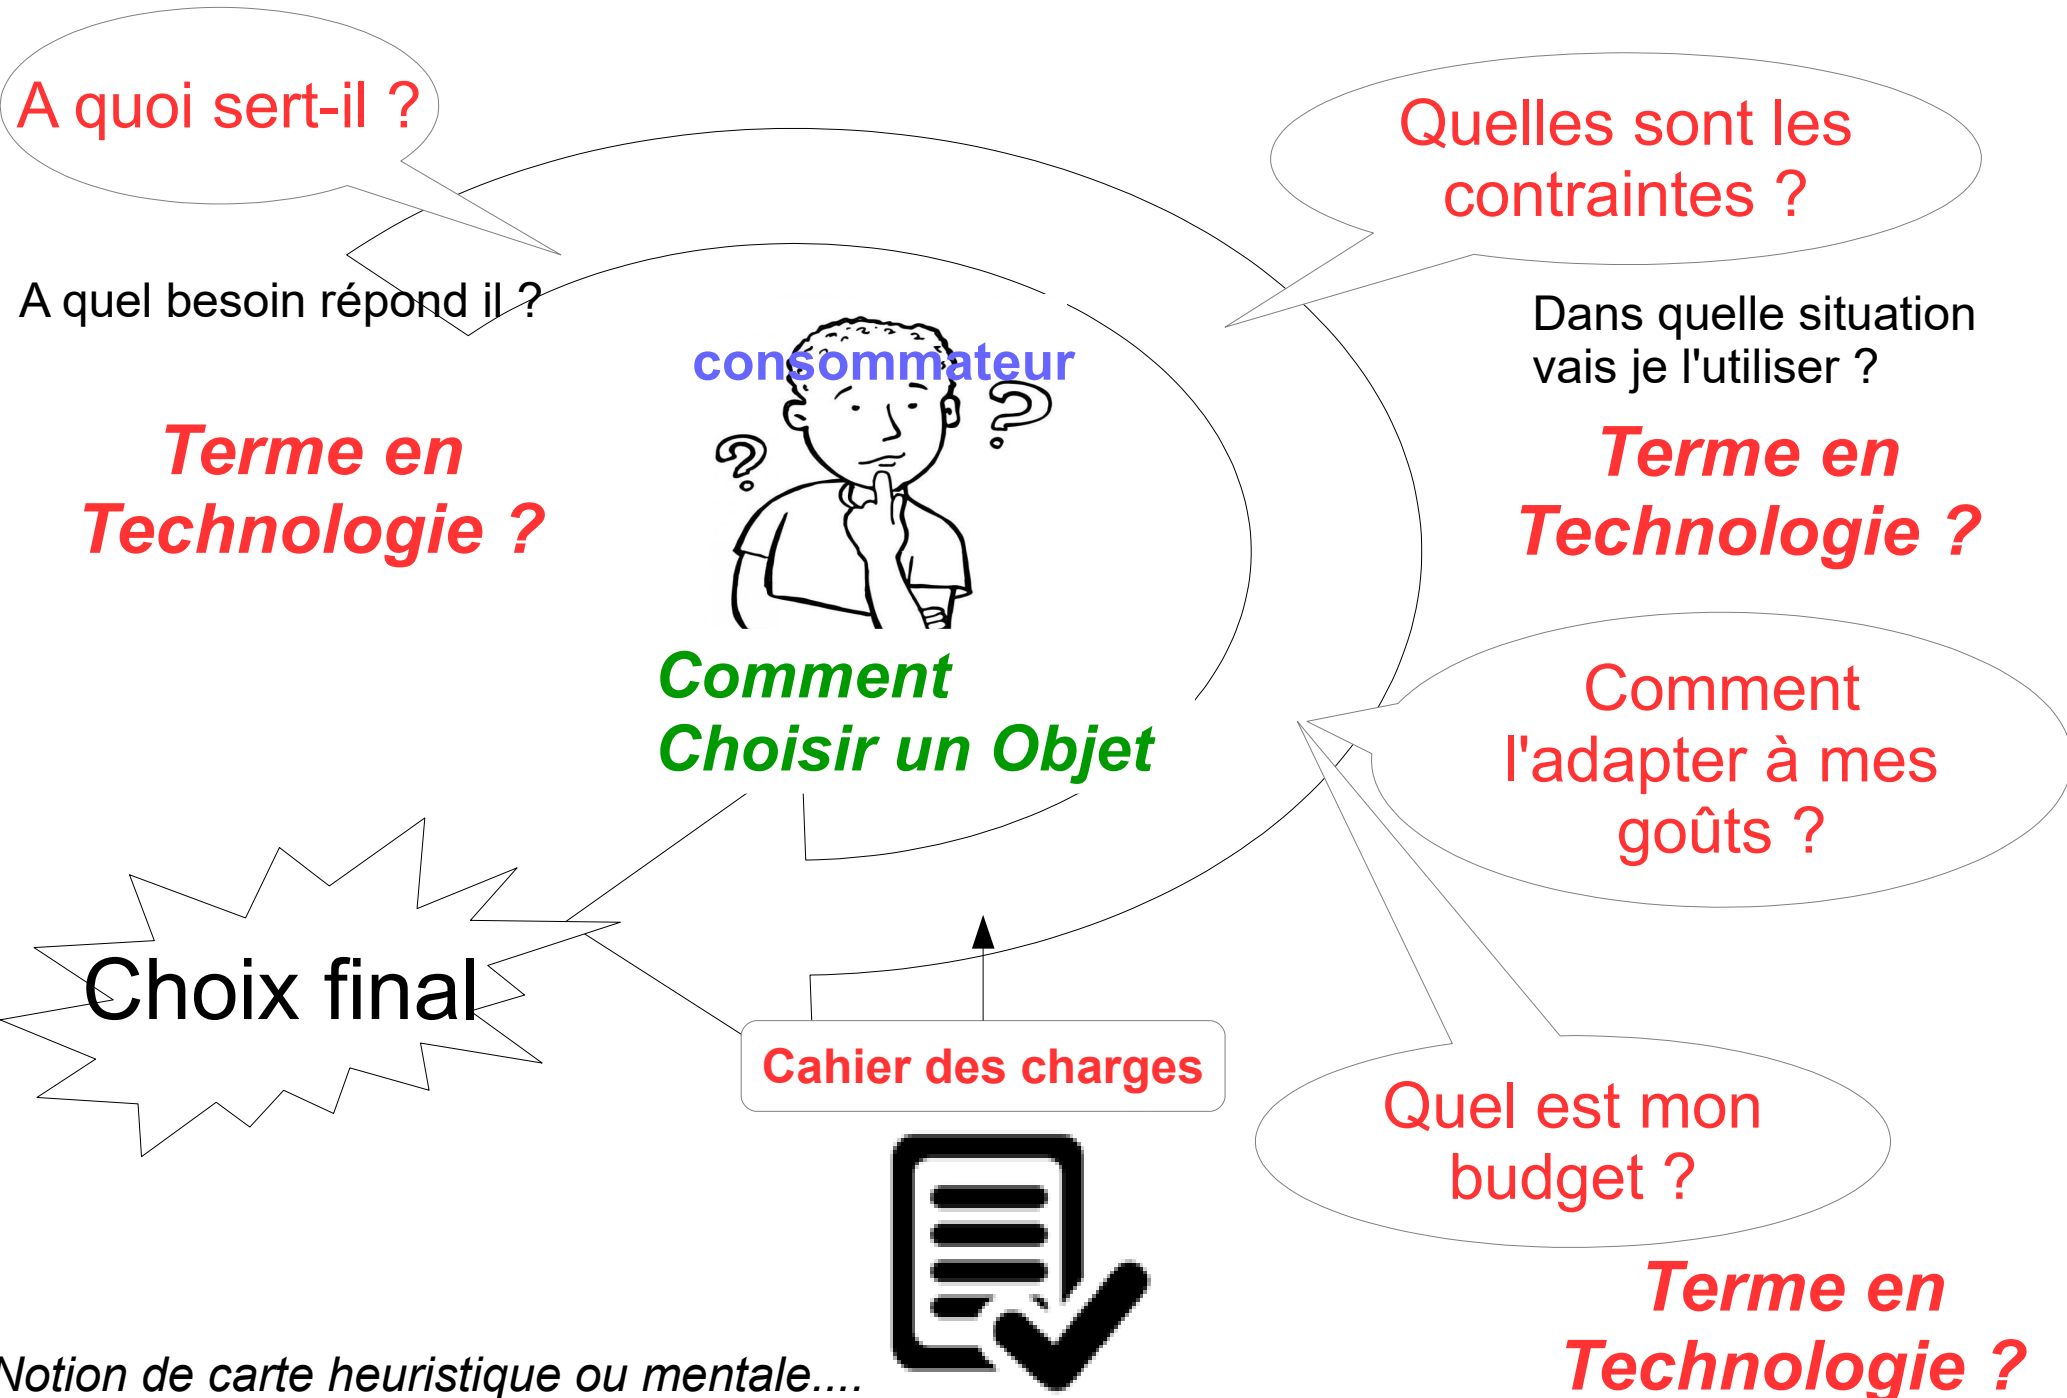 A quoi sert-il ?
Quelles sont les
contraintes ?
A quel besoin répond il ?
Dans quelle situation
vais je l'utiliser ?
consommateur
? ?
Terme en
Technologie ?
Terme en
Technologie ?
Comment
Choisir un Objet
Comment
l'adapter à mes
goûts ?
Choix final
Cahier des charges
Quel est mon
budget ?
Terme en
Technologie ?
Notion de carte heuristique ou mentale....